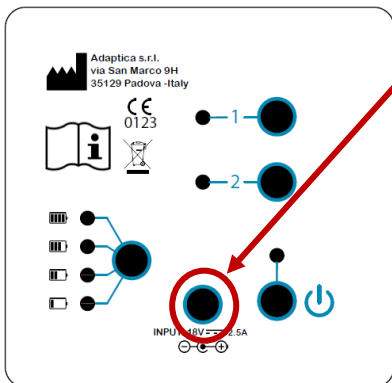 Adaptica s.r.l.
via San Marco 9H
35129 Padova -Italy
CE
0123
i
1
2
INPUT: 18V 2.5A